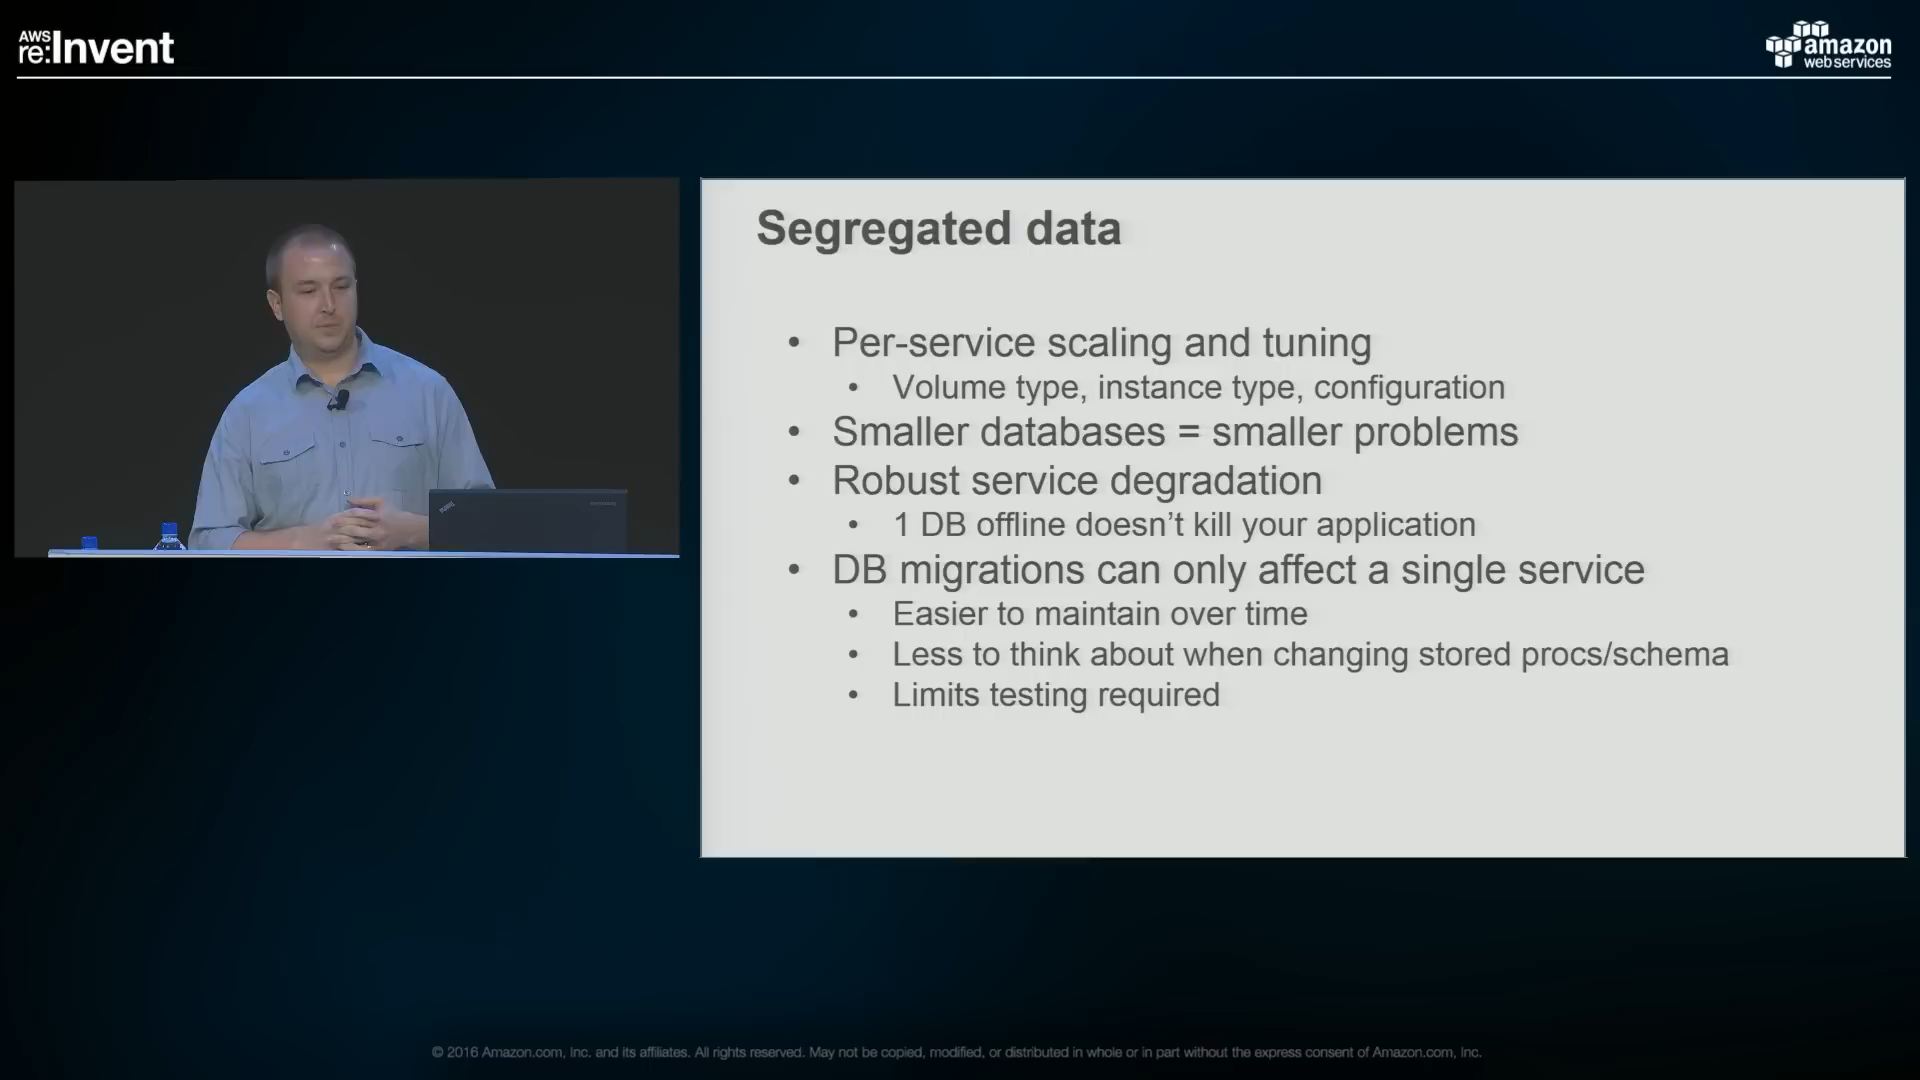 AWS
re:Invent
amazon
web services
Segregated data
• Per-service scaling and tuning
• Volume type, instance type, configuration
• Smaller databases = smaller problems
• Robust service degradation
• 1 DB offline doesn’t kill your application
• DB migrations can only affect a single service
• Easier to maintain over time
• Less to think about when changing stored procs/schema
• Limits testing required
© 2016 Amazon.com, Inc. and its affiliates. All rights reserved. May not be copied, modified, or distributed in whole or in part without the express consent of Amazon.com, Inc.